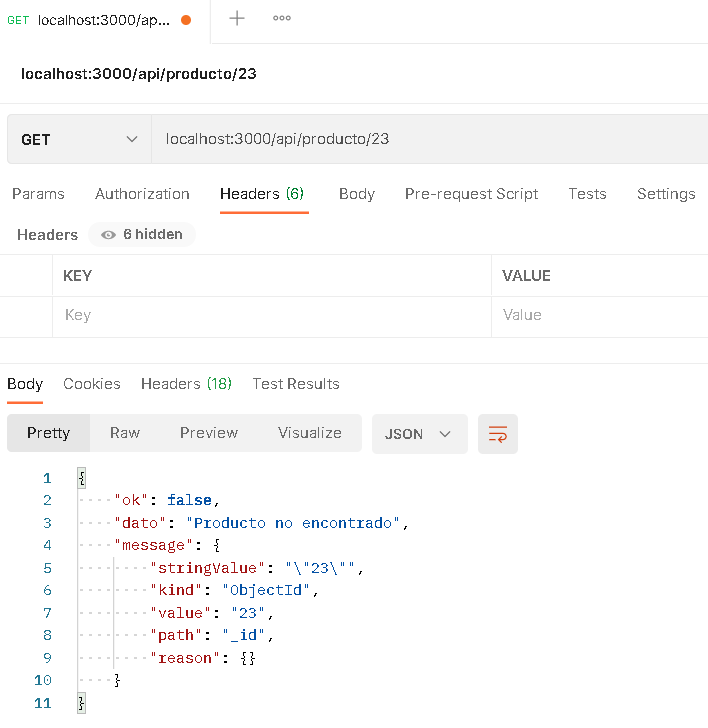 GET localhost:3000/ap...
localhost:3000/api/producto/23
GET localhost:3000/api/producto/23
Params Authorization Headers (6) Body Pre-request Script Tests Settings
Headers 6 hidden
KEY VALUE
Key Value
Body Cookies Headers (18) Test Results
Pretty Raw Preview Visualize JSON
1 {
2 "ok": false,
3 "dato": "Producto no encontrado",
4 "message": {
5 "stringValue": "\"23\"",
6 "kind": "ObjectId",
7 "value": "23",
8 "path": "_id",
9 "reason": {}
10 }
11 }